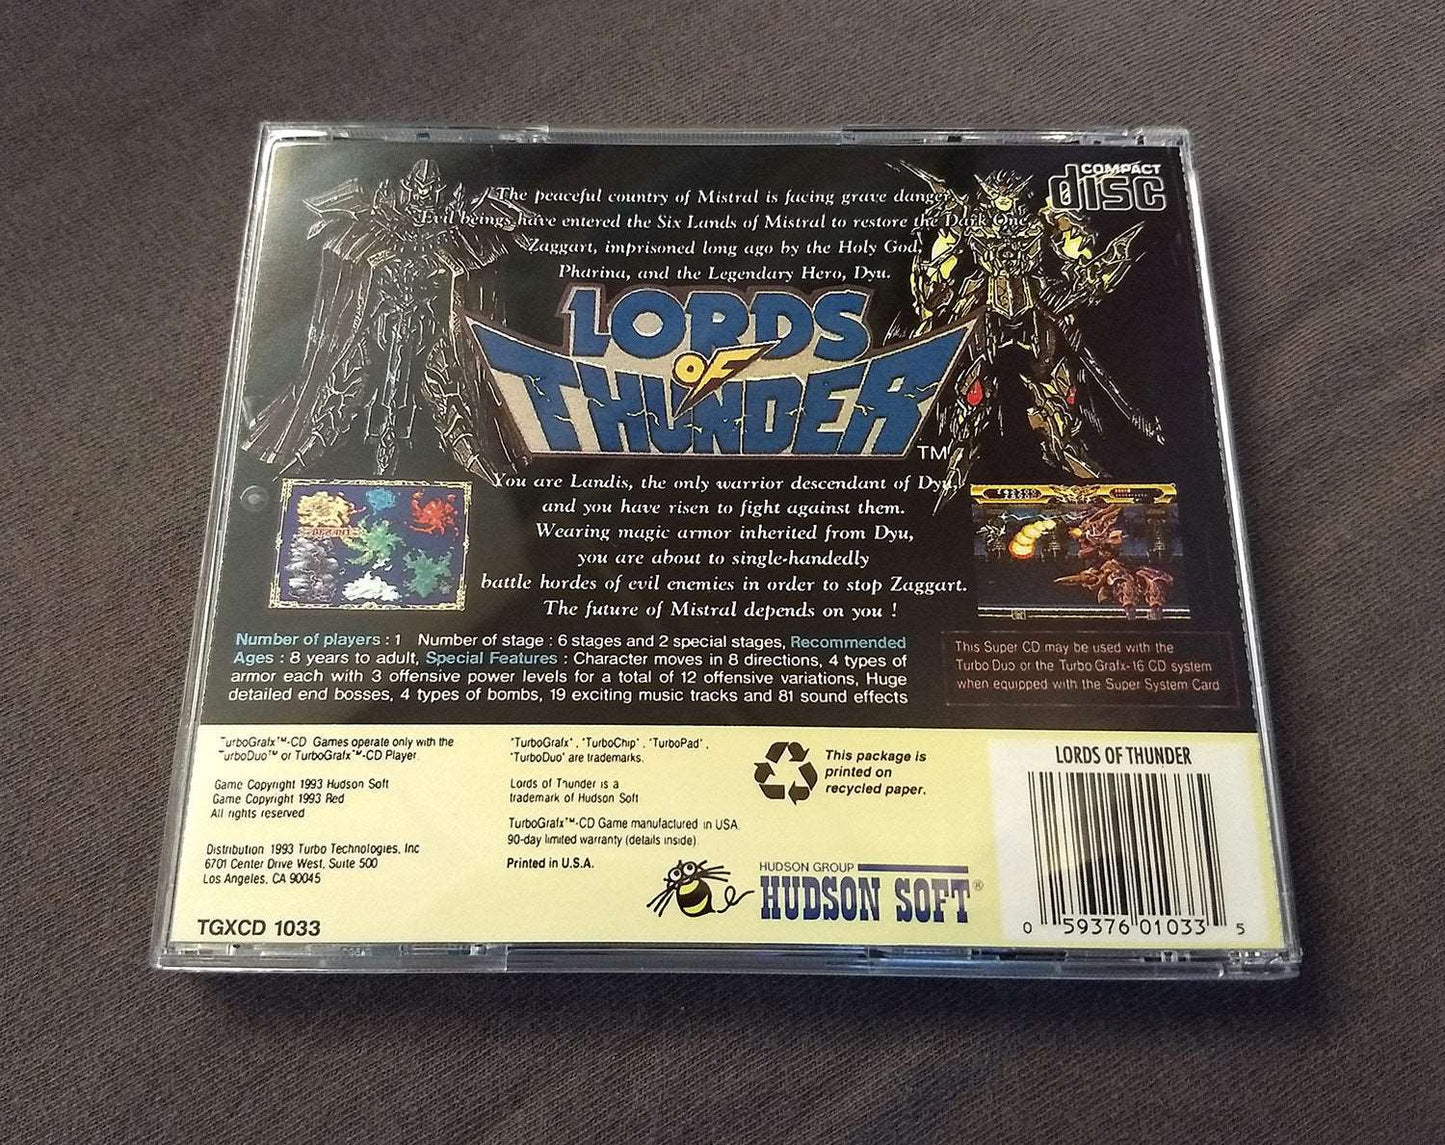 COMPACT
disc
The peaceful country of Mistral is facing grave danger.
Evil beings have entered the Six Lands of Mistral to restore the Dark One,
Zaggart, imprisoned long ago by the Holy God,
Pharina, and the Legendary Hero, Dyu.
LORDS
OF
THUNDER
TM
You are Landis, the only warrior descendant of Dyu,
and you have risen to fight against them.
Wearing magic armor inherited from Dyu,
you are about to single-handedly
battle hordes of evil enemies in order to stop Zaggart.
The future of Mistral depends on you !
Number of players : 1 Number of stage : 6 stages and 2 special stages, Recommended
Ages : 8 years to adult, Special Features : Character moves in 8 directions, 4 types of
armor each with 3 offensive power levels for a total of 12 offensive variations, Huge
detailed end bosses, 4 types of bombs, 19 exciting music tracks and 81 sound effects
This Super CD may be used with the
Turbo Duo or the Turbo Grafx-16 CD system
when equipped with the Super System Card
TurboGrafx™-CD Games operate only with the
TurboDuo™ or TurboGrafx™-CD Player
Game Copyright 1993 Hudson Soft
Game Copyright 1993 Red
All rights reserved
Distribution 1993 Turbo Technologies, Inc
6701 Center Drive West, Suite 500
Los Angeles, CA 90045
TGXCD 1033
"TurboGrafx", "TurboChip", "TurboPad",
"TurboDuo" are trademarks.
Lords of Thunder is a
trademark of Hudson Soft
TurboGrafx™-CD Game manufactured in USA
90-day limited warranty (details inside)
Printed in U.S.A.
This package is
printed on
recycled paper.
HUDSON GROUP
HUDSON SOFT®
LORDS OF THUNDER
0 59376 01033 5